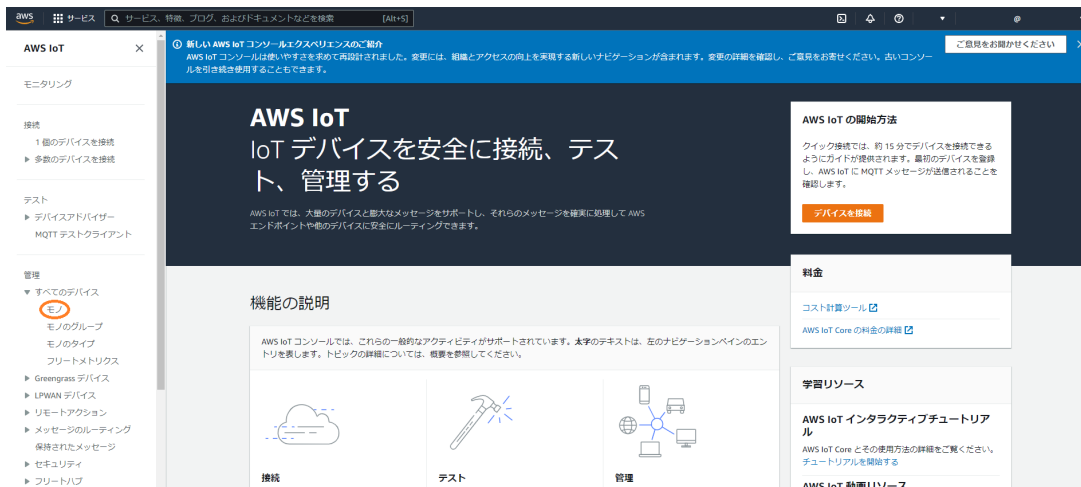 aws
サービス
サービス、特徴、ブログ、およびドキュメントなどを検索
[Alt+S]
@
AWS IoT
モニタリング
接続
1 個のデバイスを接続
多数のデバイスを接続
テスト
デバイスアドバイザー
MQTT テストクライアント
管理
すべてのデバイス
モノ
モノのグループ
モノのタイプ
フリートメトリクス
Greengrass デバイス
LPWAN デバイス
リモートアクション
メッセージのルーティング
保持されたメッセージ
セキュリティ
フリートハブ
新しい AWS IoT コンソールエクスペリエンスのご紹介
AWS IoT コンソールは使いやすさを求めて再設計されました。変更には、組織とアクセスの向上を実現する新しいナビゲーションが含まれます。変更の詳細を確認し、ご意見をお寄せください。古いコンソー
ルを引き続き使用することもできます。
ご意見をお聞かせください
AWS IoT
IoT デバイスを安全に接続、テス
ト、管理する
AWS IoT では、大量のデバイスと膨大なメッセージをサポートし、それらのメッセージを確実に処理して AWS
エンドポイントや他のデバイスに安全にルーティングできます。
AWS IoT の開始方法
クイック接続では、約 15 分でデバイスを接続できる
ようにガイドが提供されます。最初のデバイスを登録
し、AWS IoT に MQTT メッセージが送信されることを
確認します。
デバイスを接続
料金
コスト計算ツール
AWS IoT Core の料金の詳細
機能の説明
AWS IoT コンソールでは、これらの一般的なアクティビティがサポートされています。太字のテキストは、左のナビゲーションペインのエン
トリを表します。トピックの詳細については、概要を参照してください。
接続
テスト
管理
学習リソース
AWS IoT インタラクティブチュートリア
ル
AWS IoT Core とその使用方法の詳細をご覧ください。
チュートリアルを開始する
AWS IoT 動画リソース